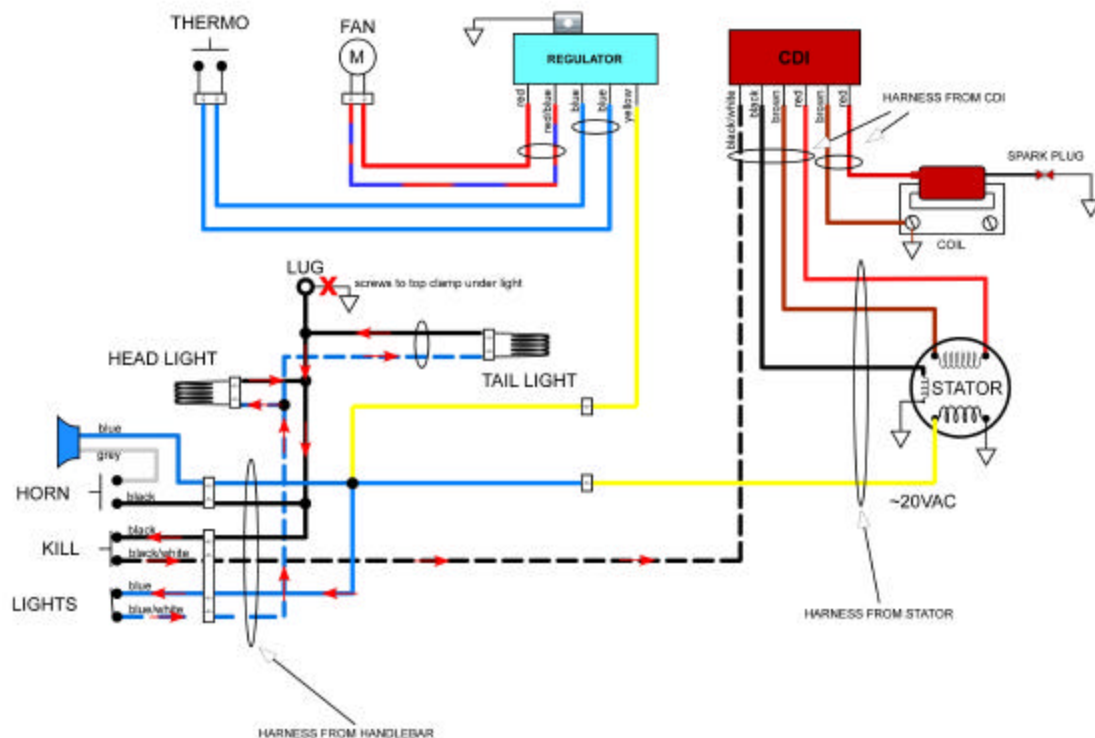 THERMO
FAN
M
REGULATOR
red
red/blue
blue
blue
yellow
CDI
black/white
black
brown
red
brown
red
HARNESS FROM CDI
SPARK PLUG
COIL
LUG
X
screws to top clamp under light
HEAD LIGHT
TAIL LIGHT
STATOR
~20VAC
blue
grey
HORN
black
KILL
black
black/white
LIGHTS
blue
blue/white
HARNESS FROM STATOR
HARNESS FROM HANDLEBAR